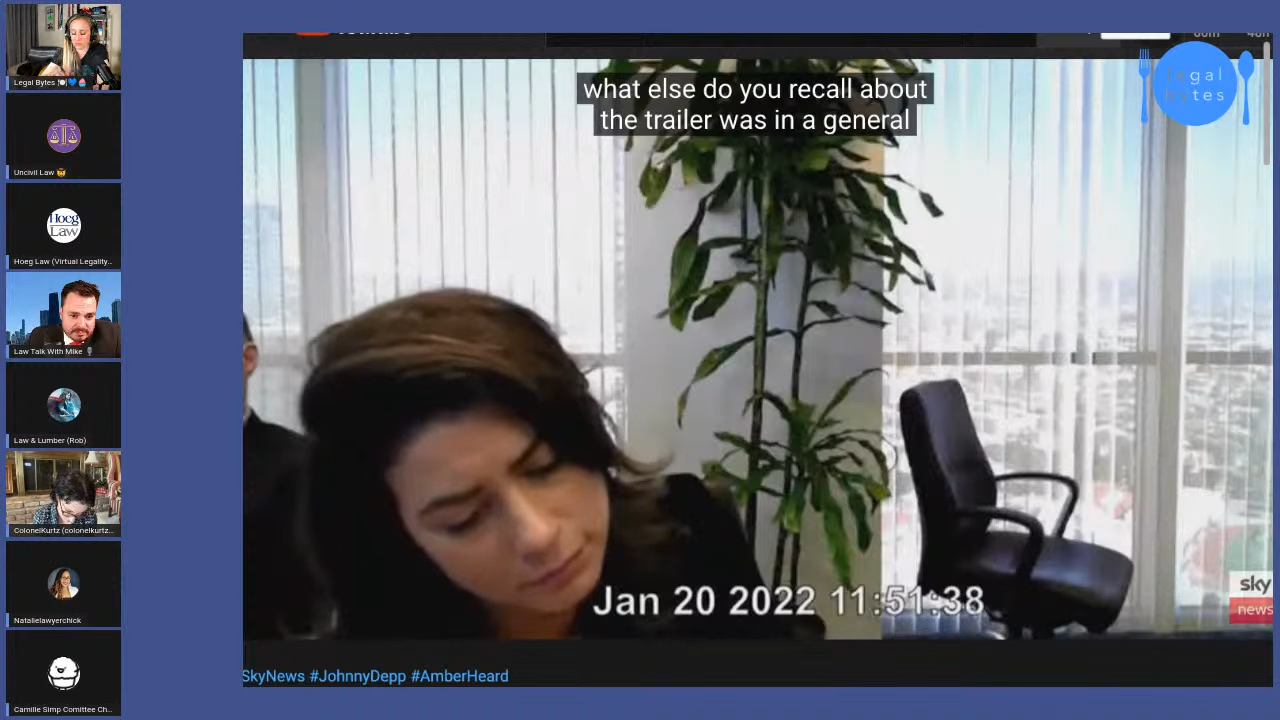 Legal Bytes
Uncivil Law
Hoeg
Law
Hoeg Law (Virtual Legality...
Law Talk With Mike
Law & Lumber (Rob)
ColonelKurtz (colonelkurtz...
Natalielawyerchick
Camille Simp Comittee Ch...
legal
bytes
what else do you recall about
the trailer was in a general
Jan 20 2022 11:51:38
sky
news
SkyNews #JohnnyDepp #AmberHeard